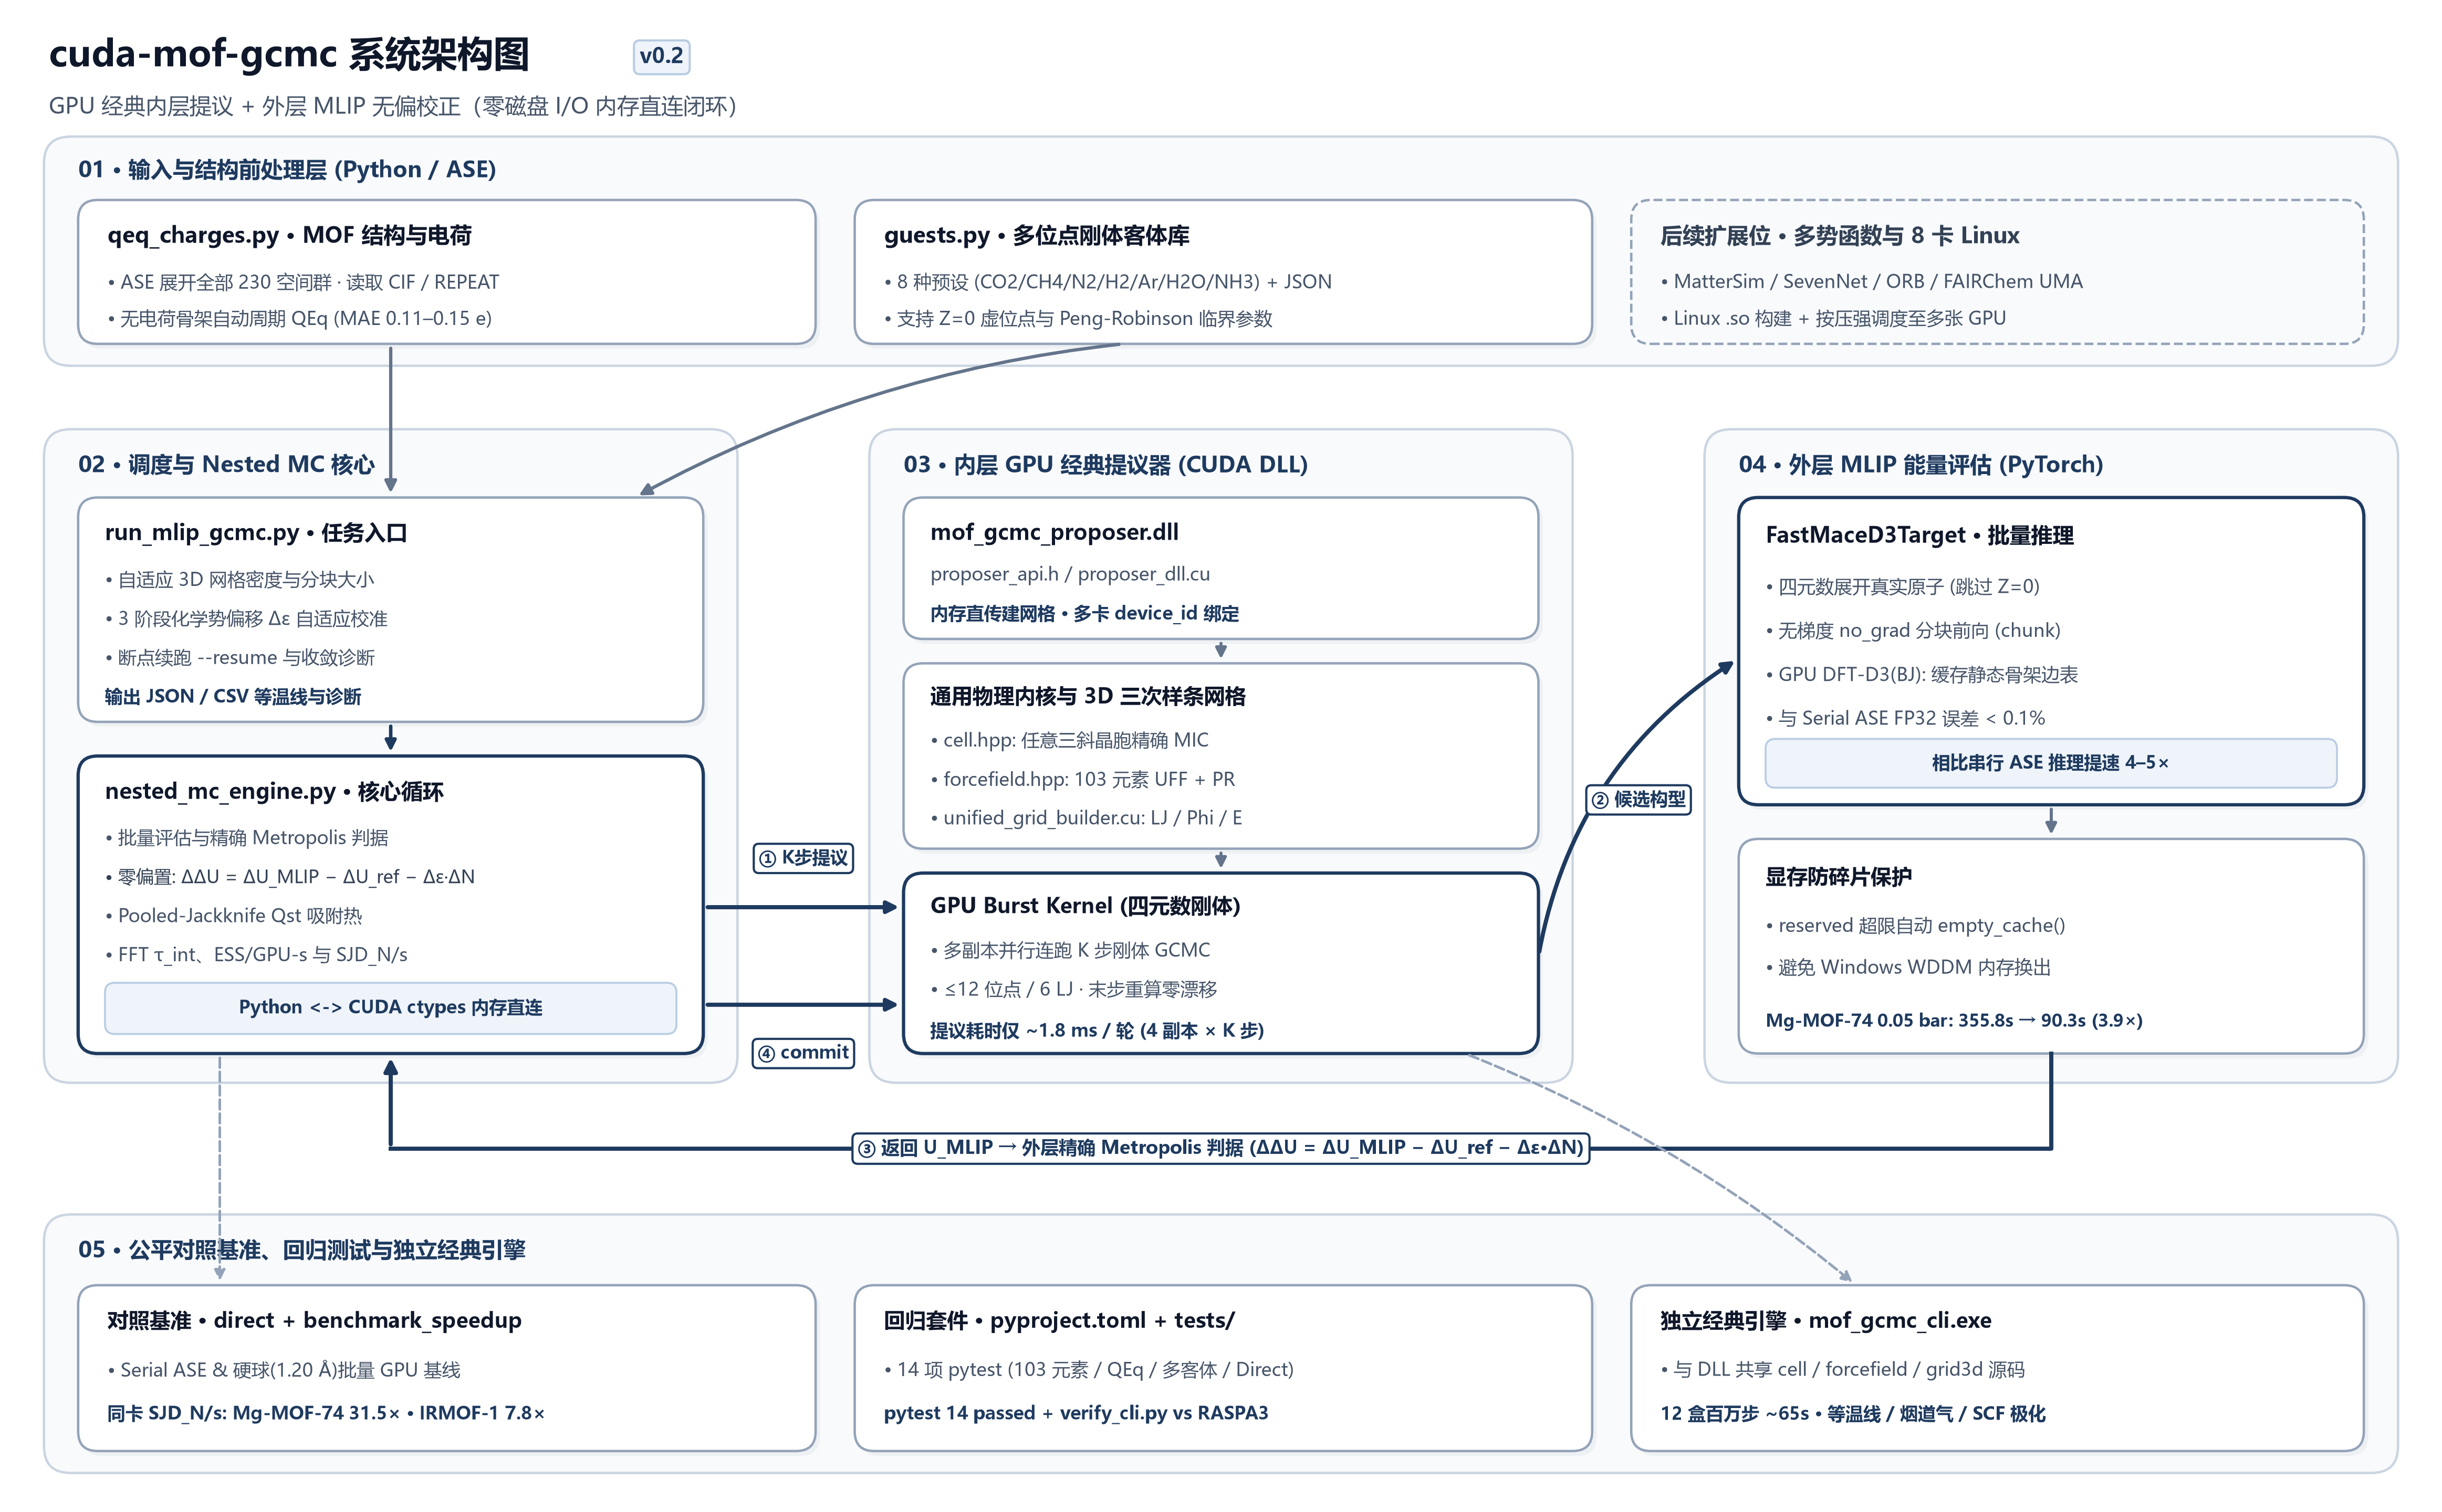 cuda-mof-gcmc 系统架构图
v0.2
GPU 经典内层提议 + 外层 MLIP 无偏校正（零磁盘 I/O 内存直连闭环）
01 • 输入与结构前处理层 (Python / ASE)
qeq_charges.py • MOF 结构与电荷
• ASE 展开全部 230 空间群 · 读取 CIF / REPEAT
• 无电荷骨架自动周期 QEq (MAE 0.11–0.15 e)
guests.py • 多位点刚体客体库
• 8 种预设 (CO2/CH4/N2/H2/Ar/H2O/NH3) + JSON
• 支持 Z=0 虚位点与 Peng-Robinson 临界参数
后续扩展位 • 多势函数与 8 卡 Linux
• MatterSim / SevenNet / ORB / FAIRChem UMA
• Linux .so 构建 + 按压强调度至多张 GPU
02 • 调度与 Nested MC 核心
run_mlip_gcmc.py • 任务入口
• 自适应 3D 网格密度与分块大小
• 3 阶段化学势偏移 Δε 自适应校准
• 断点续跑 --resume 与收敛诊断
输出 JSON / CSV 等温线与诊断
nested_mc_engine.py • 核心循环
• 批量评估与精确 Metropolis 判据
• 零偏置: ΔΔU = ΔU_MLIP − ΔU_ref − Δε·ΔN
• Pooled-Jackknife Qst 吸附热
• FFT τ_int、ESS/GPU-s 与 SJD_N/s
Python <-> CUDA ctypes 内存直连
① K步提议
④ commit
03 • 内层 GPU 经典提议器 (CUDA DLL)
mof_gcmc_proposer.dll
proposer_api.h / proposer_dll.cu
内存直传建网格 • 多卡 device_id 绑定
通用物理内核与 3D 三次样条网格
• cell.hpp: 任意三斜晶胞精确 MIC
• forcefield.hpp: 103 元素 UFF + PR
• unified_grid_builder.cu: LJ / Phi / E
GPU Burst Kernel (四元数刚体)
• 多副本并行连跑 K 步刚体 GCMC
• ≤12 位点 / 6 LJ · 末步重算零漂移
提议耗时仅 ~1.8 ms / 轮 (4 副本 × K 步)
② 候选构型
04 • 外层 MLIP 能量评估 (PyTorch)
FastMaceD3Target • 批量推理
• 四元数展开真实原子 (跳过 Z=0)
• 无梯度 no_grad 分块前向 (chunk)
• GPU DFT-D3(BJ): 缓存静态骨架边表
• 与 Serial ASE FP32 误差 < 0.1%
相比串行 ASE 推理提速 4–5×
显存防碎片保护
• reserved 超限自动 empty_cache()
• 避免 Windows WDDM 内存换出
Mg-MOF-74 0.05 bar: 355.8s → 90.3s (3.9×)
③ 返回 U_MLIP → 外层精确 Metropolis 判据 (ΔΔU = ΔU_MLIP − ΔU_ref − Δε•ΔN)
05 • 公平对照基准、回归测试与独立经典引擎
对照基准 • direct + benchmark_speedup
• Serial ASE & 硬球(1.20 Å)批量 GPU 基线
同卡 SJD_N/s: Mg-MOF-74 31.5× • IRMOF-1 7.8×
回归套件 • pyproject.toml + tests/
• 14 项 pytest (103 元素 / QEq / 多客体 / Direct)
pytest 14 passed + verify_cli.py vs RASPA3
独立经典引擎 • mof_gcmc_cli.exe
• 与 DLL 共享 cell / forcefield / grid3d 源码
12 盒百万步 ~65s • 等温线 / 烟道气 / SCF 极化